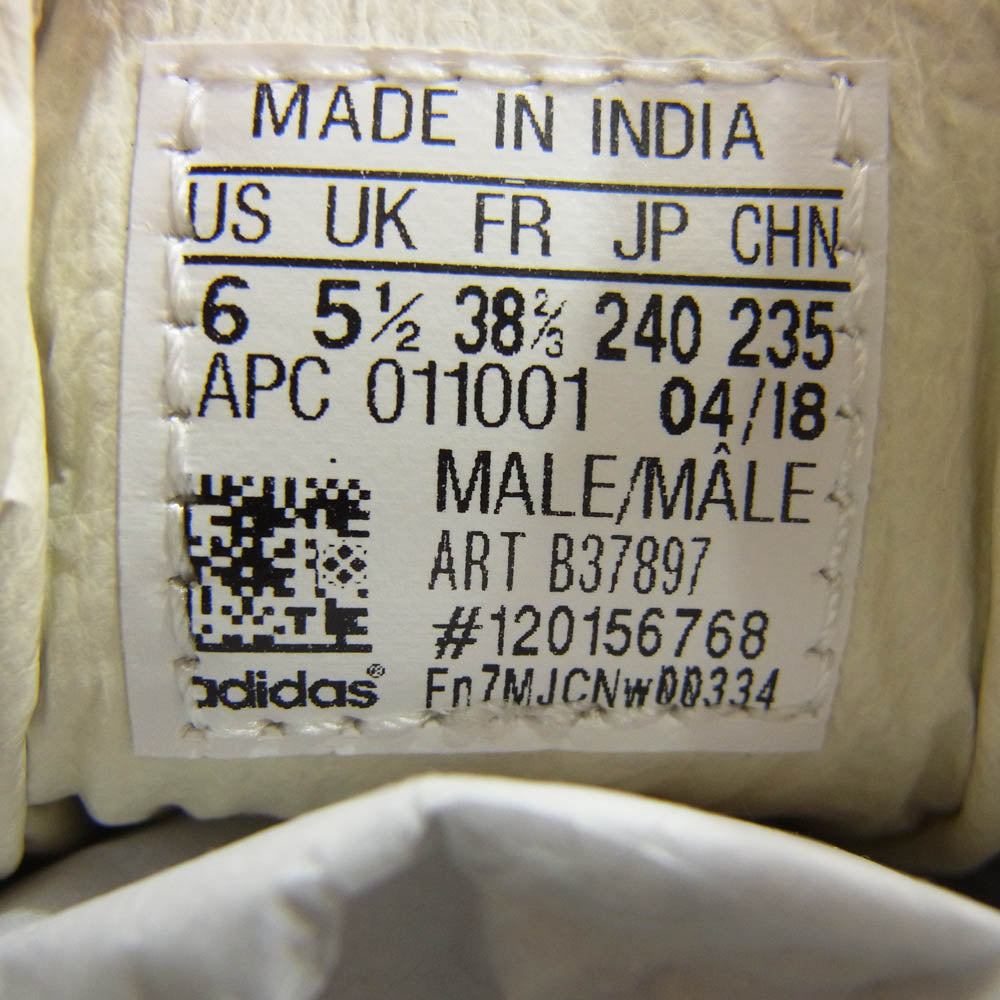 MADE IN INDIA
US UK FR JP CHN
6 5½ 38⅔ 240 235
APC 011001 04/18
MALE/MÂLE
ART B37897
#120156768
adidas® Fn7MJCNw00334